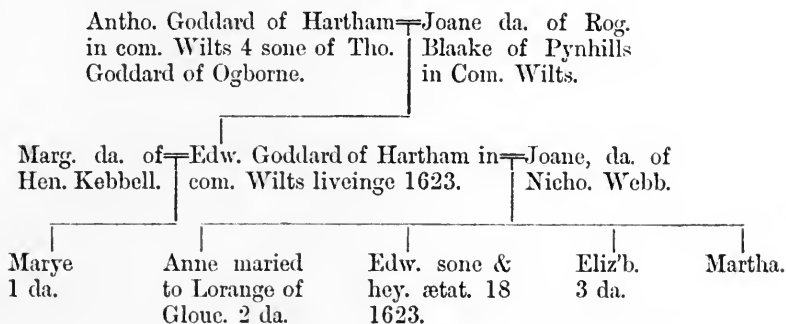 Antho. Goddard of Hartham
in com. Wilts 4 sone of Tho.
Goddard of Ogborne.
Joane da. of Rog.
Blaake of Pynhills
in Com. Wilts.
Marg. da. of
Hen. Kebbell.
Edw. Goddard of Hartham in
com. Wilts liveinge 1623.
Joane, da. of
Nicho. Webb.
Marye
1 da.
Anne maried
to Lorange of
Glouc. 2 da.
Edw. sone &
hey. ætat. 18
1623.
Eliz'b.
3 da.
Martha.